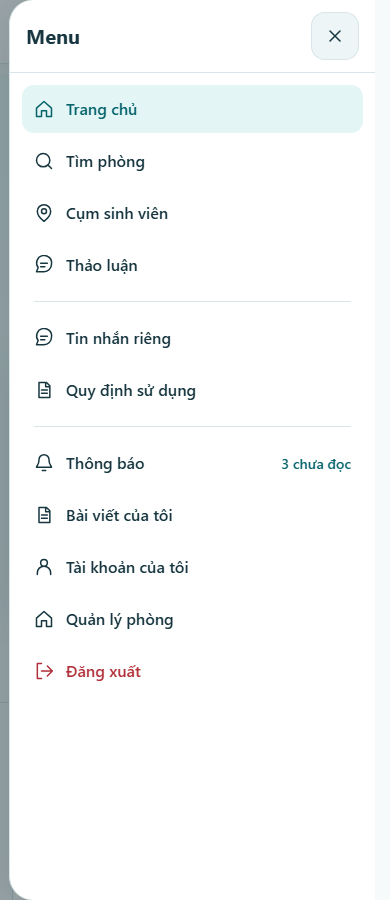 Menu
Trang chủ
Tìm phòng
Cụm sinh viên
Thảo luận
Tin nhắn riêng
Quy định sử dụng
Thông báo 3 chưa đọc
Bài viết của tôi
Tài khoản của tôi
Quản lý phòng
Đăng xuất